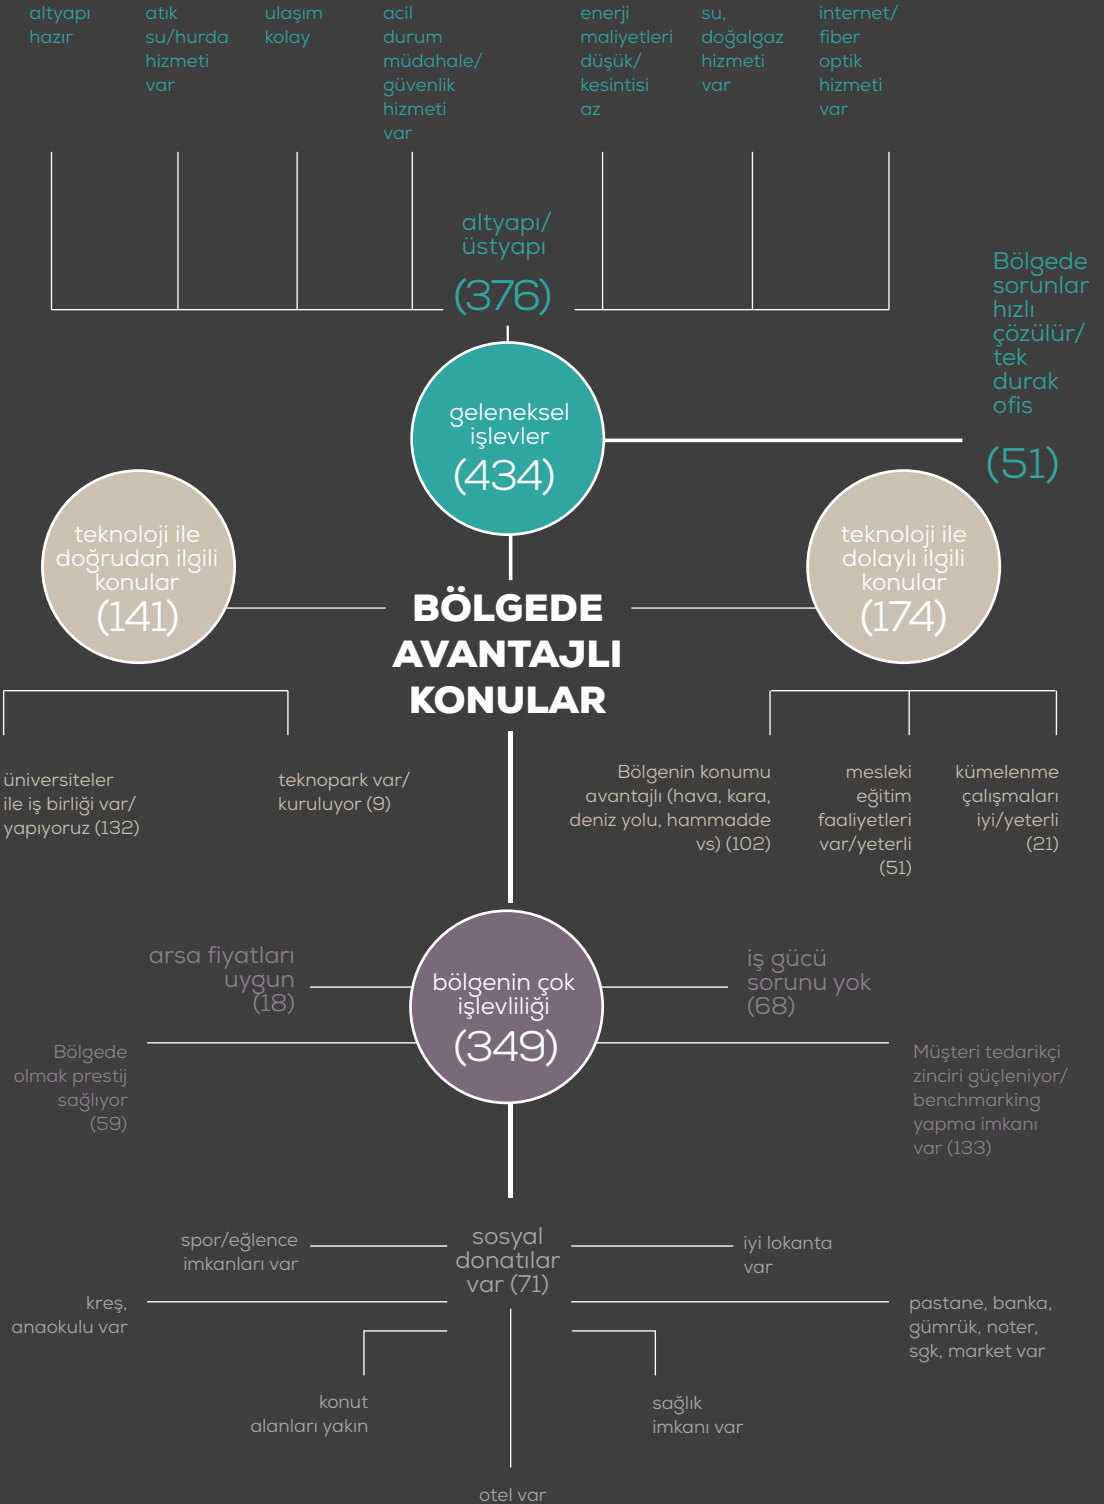 altyapı
hazır
atık
su/hurda
hizmeti
var
ulaşım
kolay
acil
durum
müdahale/
güvenlik
hizmeti
var
enerji
maliyetleri
düşük/
kesintisi
az
su,
doğalgaz
hizmeti
var
internet/
fiber
optik
hizmeti
var
altyapı/
üstyapı
(376)
Bölgede
sorunlar
hızlı
çözülür/
tek
durak
ofis
(51)
geleneksel
işlevler
(434)
teknoloji ile
doğrudan ilgili
konular
(141)
teknoloji ile
dolaylı ilgili
konular
(174)
BÖLGEDE
AVANTAJLI
KONULAR
üniversiteler
ile iş birliği var/
yapıyoruz (132)
teknopark var/
kuruluyor (9)
Bölgenin konumu
avantajlı (hava, kara,
deniz yolu, hammadde
vs) (102)
mesleki
eğitim
faaliyetleri
var/yeterli
(51)
kümelenme
çalışmaları
iyi/yeterli
(21)
arsa fiyatları
uygun
(18)
bölgenin çok
işlevliliği
(349)
iş gücü
sorunu yok
(68)
Bölgede
olmak prestij
sağlıyor
(59)
Müşteri tedarikçi
zinciri güçleniyor/
benchmarking
yapma imkanı
var (133)
spor/eğlence
imkanları var
sosyal
donatılar
var (71)
iyi lokanta
var
kreş,
anaokulu var
pastane, banka,
gümrük, noter,
sgk, market var
konut
alanları yakın
sağlık
imkanı var
otel var